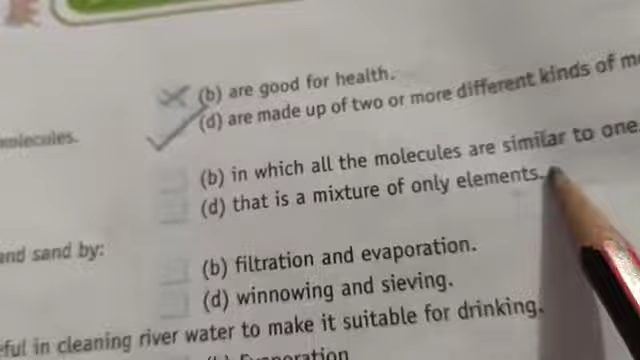 (b) are good for health.
molecules.
(d) are made up of two or more different kinds of
(b) in which all the molecules are similar to one
(d) that is a mixture of only elements.
and sand by:
(b) filtration and evaporation.
(d) winnowing and sieving.
in cleaning river water to make it suitable for drinking.
(b) Evaporation